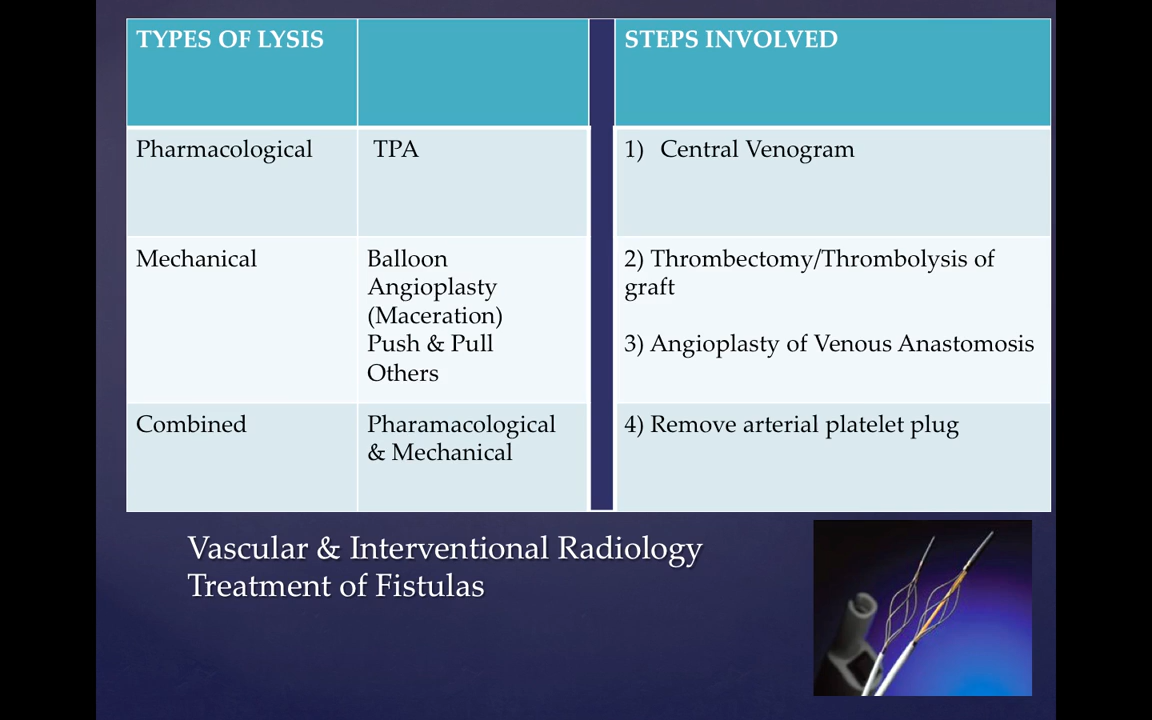 TYPES OF LYSIS
STEPS INVOLVED
Pharmacological
TPA
1) Central Venogram
Mechanical
Balloon
Angioplasty
(Maceration)
Push & Pull
Others
2) Thrombectomy/Thrombolysis of
graft
3) Angioplasty of Venous Anastomosis
Combined
Pharamacological
& Mechanical
4) Remove arterial platelet plug
Vascular & Interventional Radiology
Treatment of Fistulas